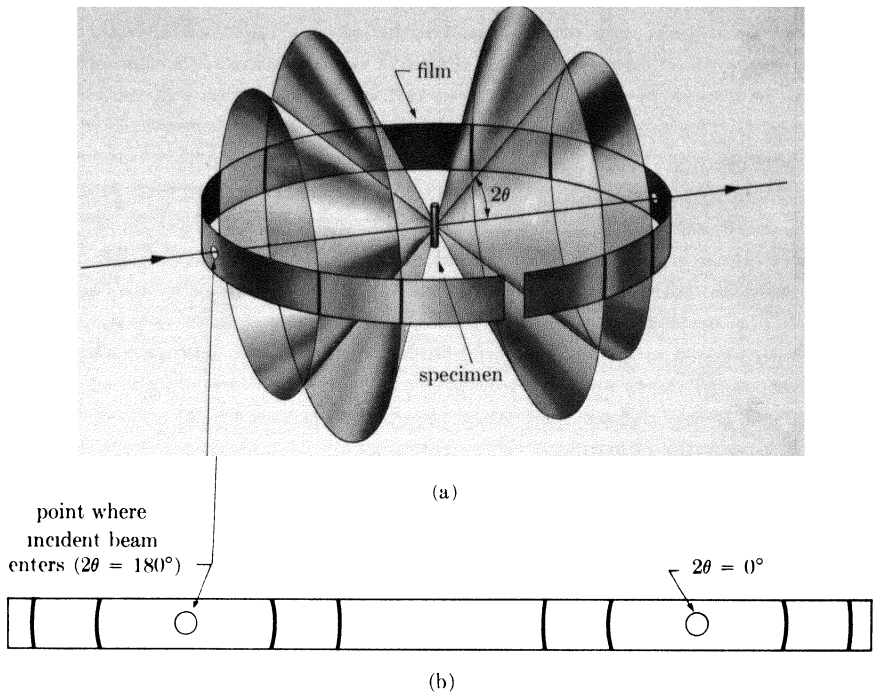 film
2θ
specimen
(a)
point where
incident beam
enters (2θ = 180°)
2θ = 0°
(b)